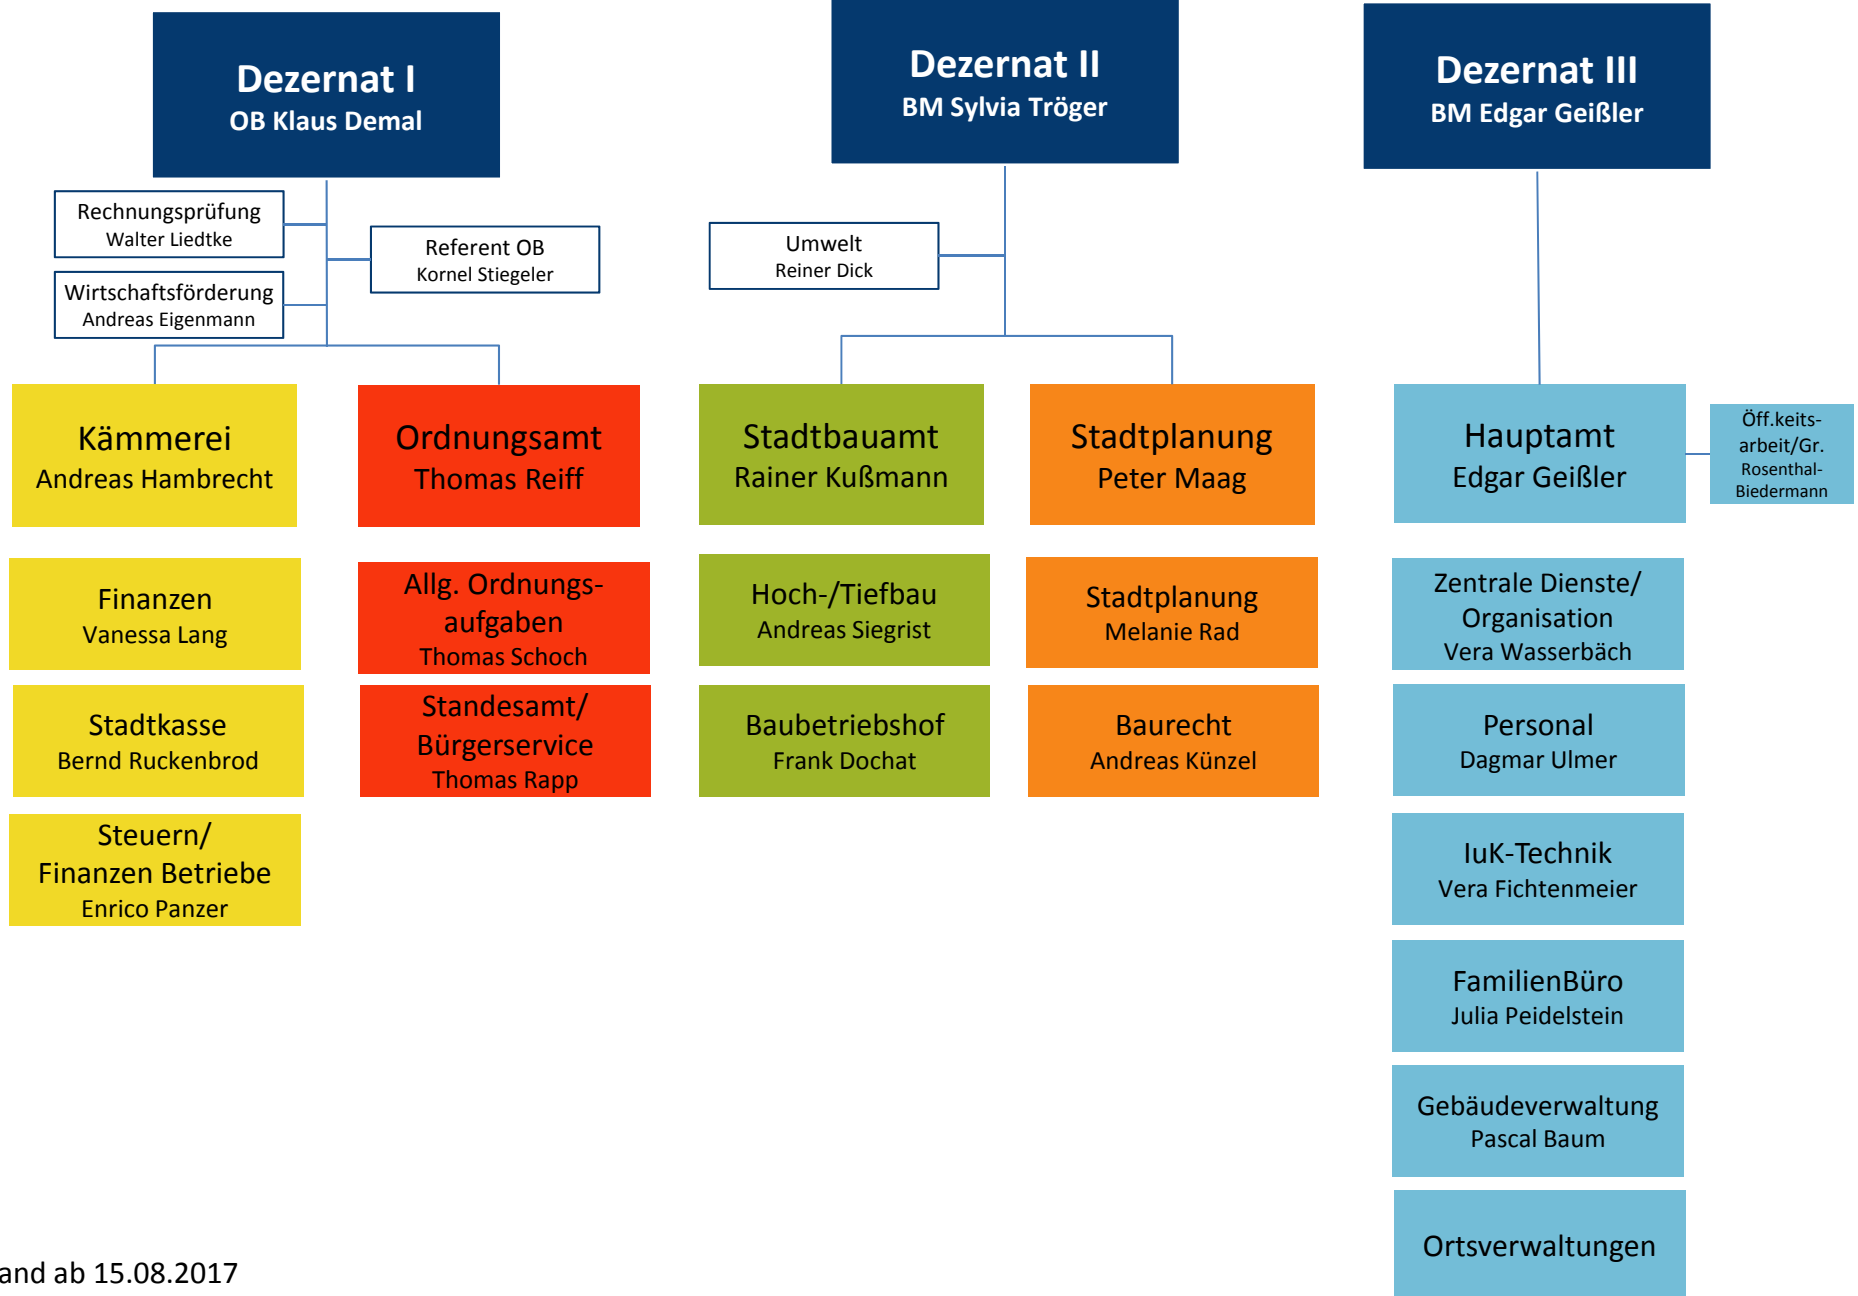 Dezernat I
OB Klaus Demal
Dezernat II
BM Sylvia Tröger
Dezernat III
BM Edgar Geißler
Rechnungsprüfung
Walter Liedtke
Referent OB
Kornel Stiegeler
Wirtschaftsförderung
Andreas Eigenmann
Umwelt
Reiner Dick
Kämmerei
Andreas Hambrecht
Ordnungsamt
Thomas Reiff
Stadtbauamt
Rainer Kußmann
Stadtplanung
Peter Maag
Hauptamt
Edgar Geißler
Öff.keits-
arbeit/Gr.
Rosenthal-
Biedermann
Finanzen
Vanessa Lang
Allg. Ordnungs-
aufgaben
Thomas Schoch
Hoch-/Tiefbau
Andreas Siegrist
Stadtplanung
Melanie Rad
Zentrale Dienste/
Organisation
Vera Wasserbäch
Stadtkasse
Bernd Ruckenbrod
Standesamt/
Bürgerservice
Thomas Rapp
Baubetriebshof
Frank Dochat
Baurecht
Andreas Künzel
Personal
Dagmar Ulmer
Steuern/
Finanzen Betriebe
Enrico Panzer
IuK-Technik
Vera Fichtenmeier
FamilienBüro
Julia Peidelstein
Gebäudeverwaltung
Pascal Baum
Ortsverwaltungen
and ab 15.08.2017